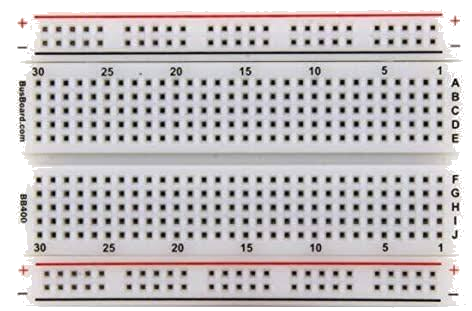 + +
− −
30 25 20 15 10 5 1
A
B
C
D
E
BusBoard.com
F
G
H
I
J
BB400
30 25 20 15 10 5 1
+ +
− −